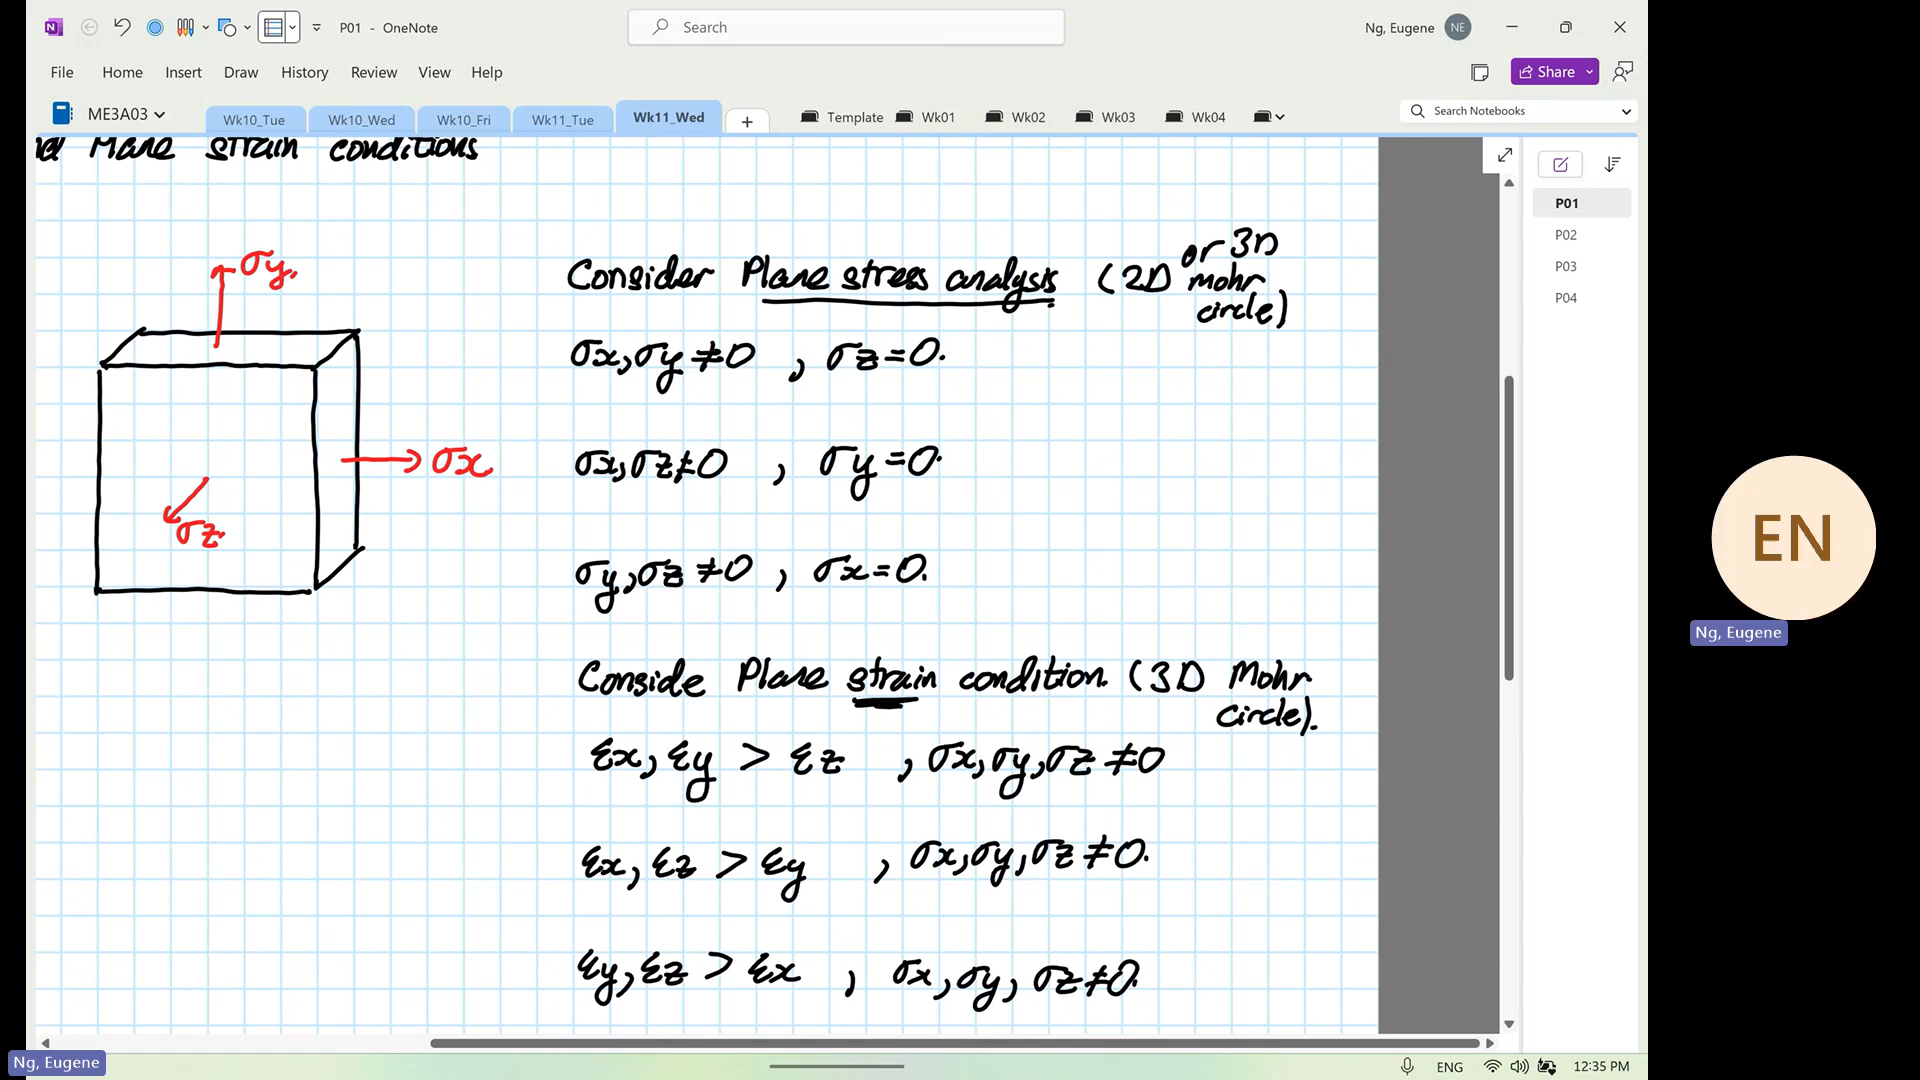 P01 - OneNote
Search
Ng, Eugene NE
File Home Insert Draw History Review View Help
Share
ME3A03 Wk10_Tue Wk10_Wed Wk10_Fri Wk11_Tue Wk11_Wed + Template Wk01 Wk02 Wk03 Wk04
Search Notebooks
Plane strain conditions
P01
P02
P03
P04
σy
σx
σz
Consider Plane stress analysis (2D or 3D mohr circle)
σx, σy ≠ 0 , σz = 0.
σx, σz ≠ 0 , σy = 0.
σy, σz ≠ 0 , σx = 0.
Conside Plane strain condition. (3D Mohr circle).
εx, εy > εz , σx, σy, σz ≠ 0
εx, εz > εy , σx, σy, σz ≠ 0.
εy, εz > εx , σx, σy, σz ≠ 0.
EN
Ng, Eugene
Ng, Eugene
ENG 12:35 PM